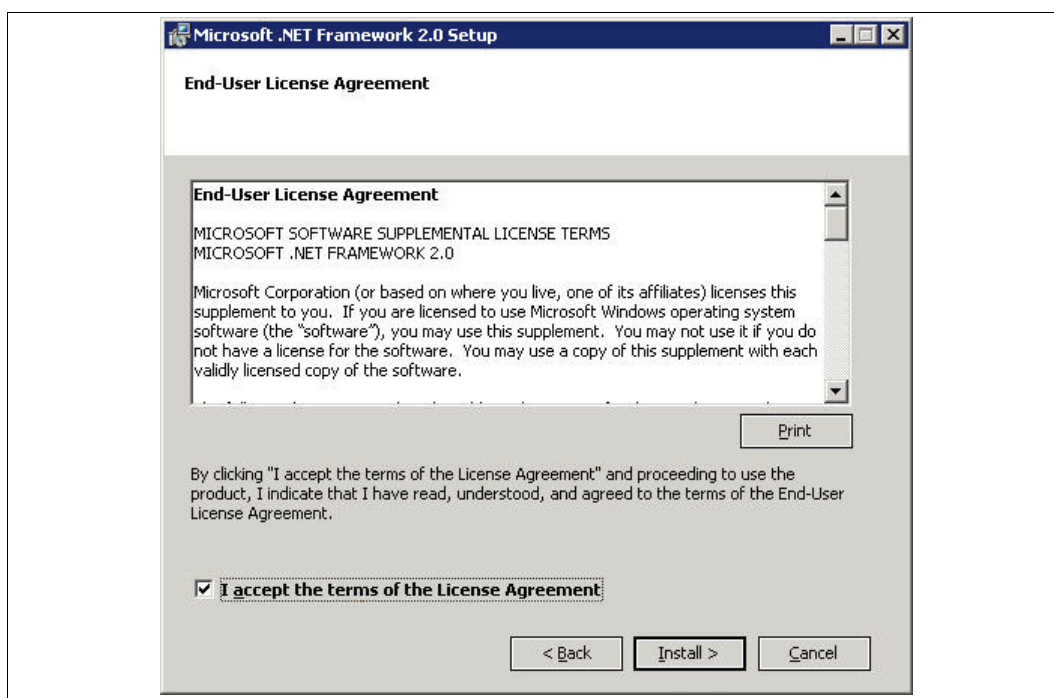 Microsoft .NET Framework 2.0 Setup
End-User License Agreement
End-User License Agreement
MICROSOFT SOFTWARE SUPPLEMENTAL LICENSE TERMS
MICROSOFT .NET FRAMEWORK 2.0
Microsoft Corporation (or based on where you live, one of its affiliates) licenses this
supplement to you.  If you are licensed to use Microsoft Windows operating system
software (the “software”), you may use this supplement.  You may not use it if you do
not have a license for the software.  You may use a copy of this supplement with each
validly licensed copy of the software.
Print
By clicking "I accept the terms of the License Agreement" and proceeding to use the
product, I indicate that I have read, understood, and agreed to the terms of the End-User
License Agreement.
I accept the terms of the License Agreement
< Back
Install >
Cancel